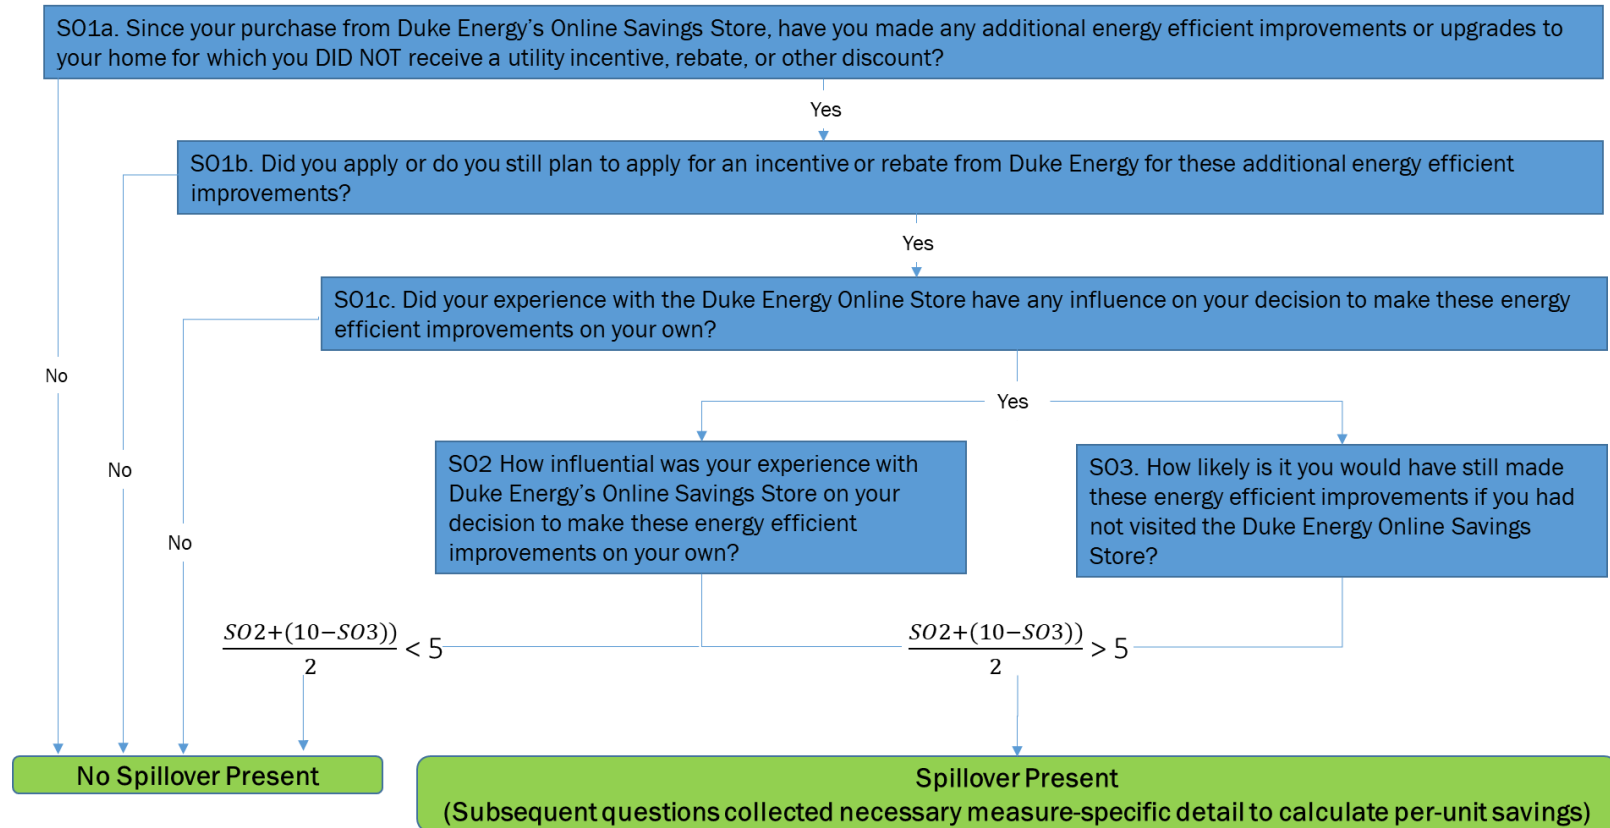 SO1a. Since your purchase from Duke Energy’s Online Savings Store, have you made any additional energy efficient improvements or upgrades to
your home for which you DID NOT receive a utility incentive, rebate, or other discount?
Yes
SO1b. Did you apply or do you still plan to apply for an incentive or rebate from Duke Energy for these additional energy efficient
improvements?
Yes
SO1c. Did your experience with the Duke Energy Online Store have any influence on your decision to make these energy
efficient improvements on your own?
No
Yes
SO2 How influential was your experience with
Duke Energy’s Online Savings Store on your
decision to make these energy efficient
improvements on your own?
SO3. How likely is it you would have still made
these energy efficient improvements if you had
not visited the Duke Energy Online Savings
Store?
No
No
SO2+(10−SO3))
2
< 5
SO2+(10−SO3))
2
> 5
No Spillover Present
Spillover Present
(Subsequent questions collected necessary measure-specific detail to calculate per-unit savings)